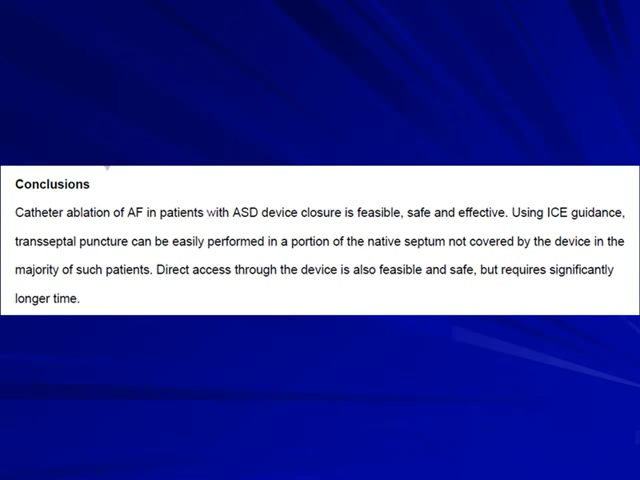 Conclusions
Catheter ablation of AF in patients with ASD device closure is feasible, safe and effective. Using ICE guidance,
transseptal puncture can be easily performed in a portion of the native septum not covered by the device in the
majority of such patients. Direct access through the device is also feasible and safe, but requires significantly
longer time.